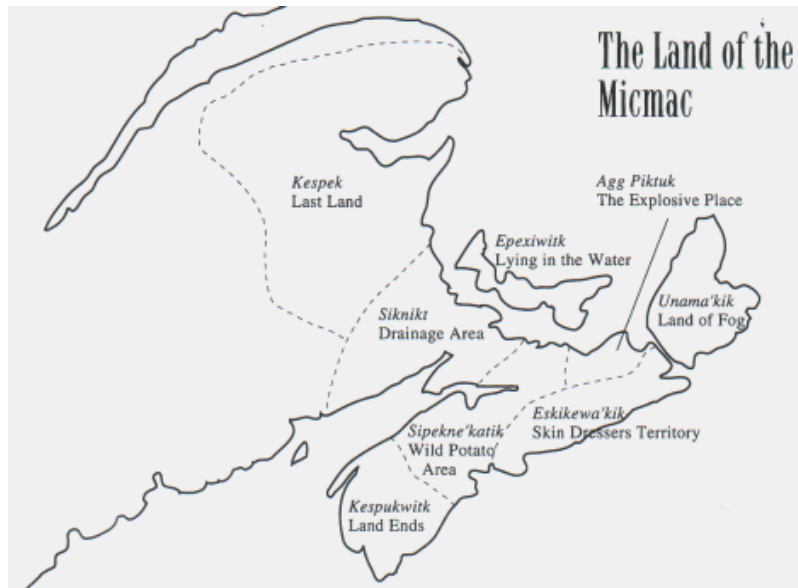 The Land of the
Micmac
Kespek
Last Land
Agg Piktuk
The Explosive Place
Epexiwitk
Lying in the Water
Unama'kik
Land of Fog
Siknikt
Drainage Area
Eskikewa'kik
Skin Dressers Territory
Sipekne'katik
Wild Potato
Area
Kespukwitk
Land Ends